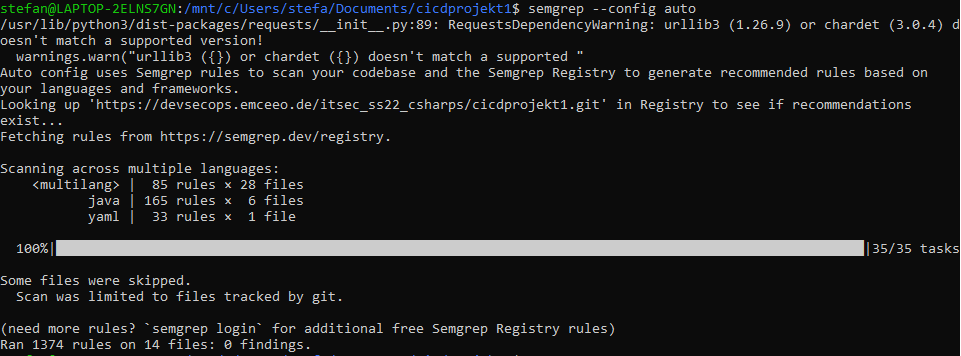 stefan@LAPTOP-2ELNS7GN:/mnt/c/Users/stefa/Documents/cicdprojekt1$ semgrep --config auto
/usr/lib/python3/dist-packages/requests/__init__.py:89: RequestsDependencyWarning: urllib3 (1.26.9) or chardet (3.0.4) d
oesn't match a supported version!
  warnings.warn("urllib3 ({}) or chardet ({}) doesn't match a supported "
Auto config uses Semgrep rules to scan your codebase and the Semgrep Registry to generate recommended rules based on
your languages and frameworks.
Looking up 'https://devsecops.emceeo.de/itsec_ss22_csharps/cicdprojekt1.git' in Registry to see if recommendations
exist...
Fetching rules from https://semgrep.dev/registry.
Scanning across multiple languages:
    <multilang> |  85 rules × 28 files
           java | 165 rules ×  6 files
           yaml |  33 rules ×  1 file
  100%| |35/35 tasks
Some files were skipped.
  Scan was limited to files tracked by git.
(need more rules? `semgrep login` for additional free Semgrep Registry rules)
Ran 1374 rules on 14 files: 0 findings.